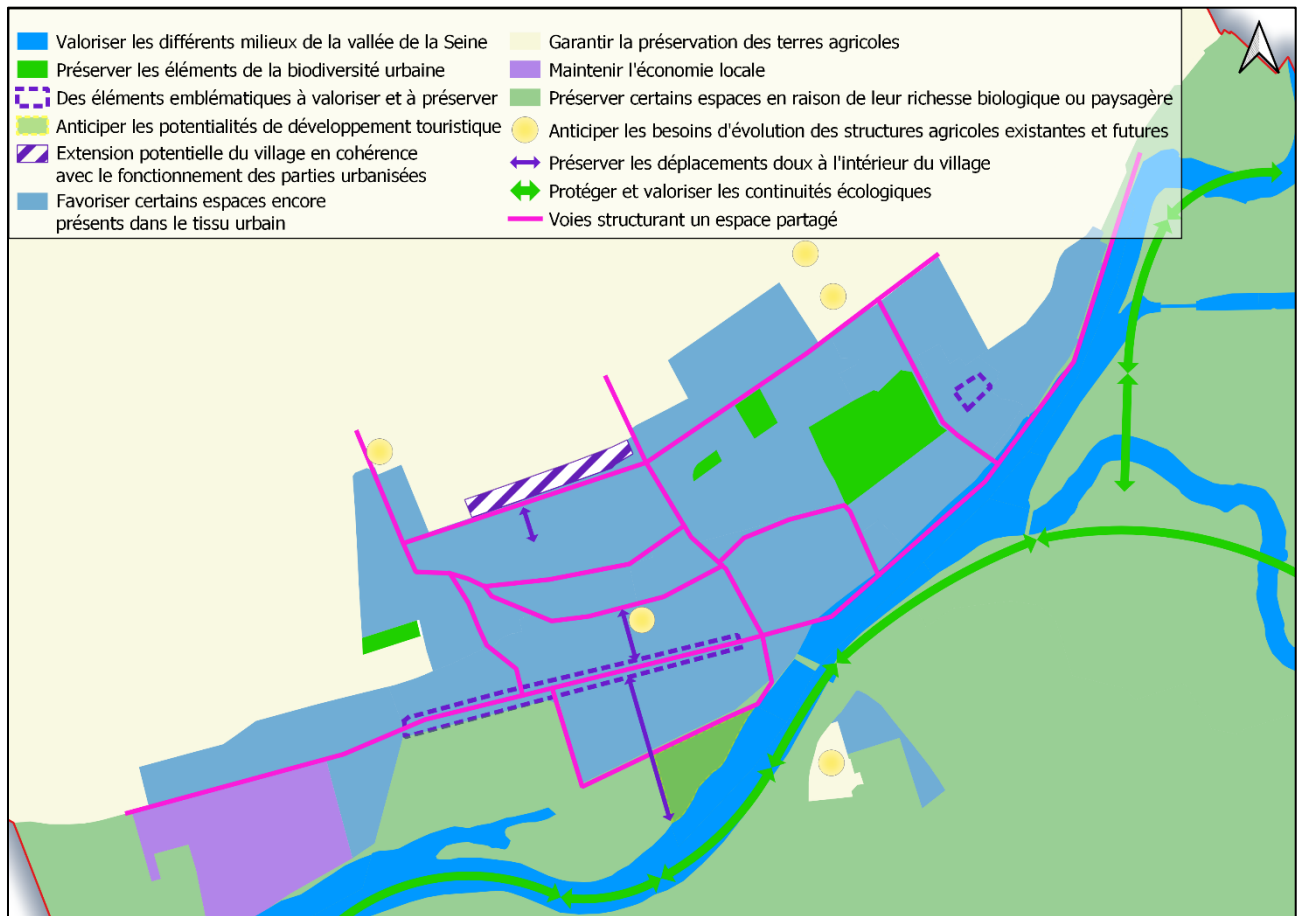 Valoriser les différents milieux de la vallée de la Seine
Préserver les éléments de la biodiversité urbaine
Des éléments emblématiques à valoriser et à préserver
Anticiper les potentialités de développement touristique
Extension potentielle du village en cohérence
avec le fonctionnement des parties urbanisées
Favoriser certains espaces encore
présents dans le tissu urbain
Garantir la préservation des terres agricoles
Maintenir l'économie locale
Préserver certains espaces en raison de leur richesse biologique ou paysagère
Anticiper les besoins d'évolution des structures agricoles existantes et futures
Préserver les déplacements doux à l'intérieur du village
Protéger et valoriser les continuités écologiques
Voies structurant un espace partagé